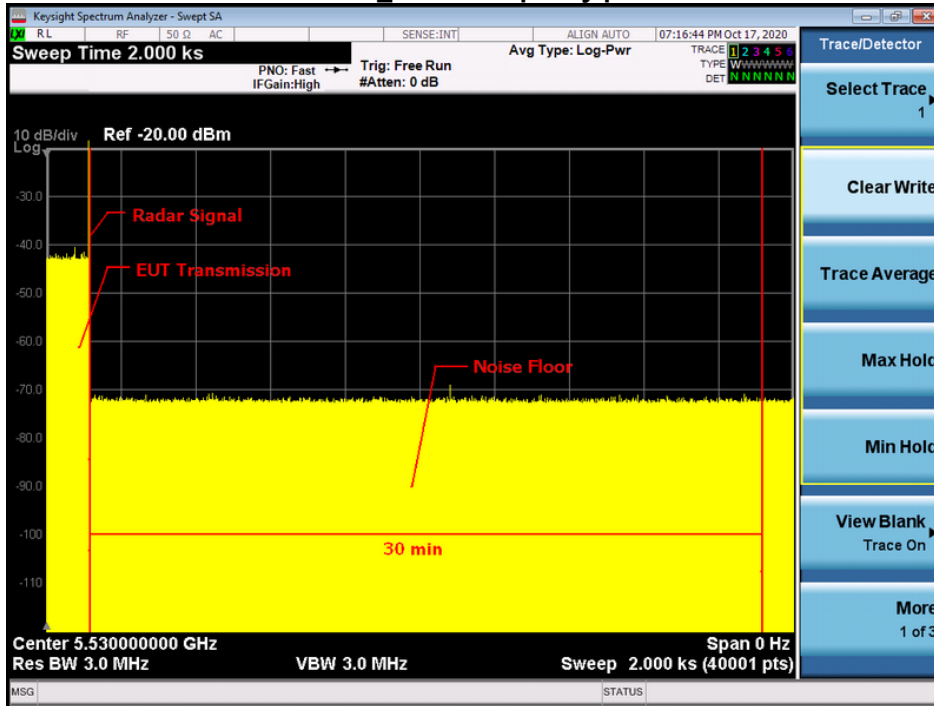 Keysight Spectrum Analyzer - Swept SA
LXI RL RF 50 Ω AC SENSE:INT ALIGN AUTO 07:16:44 PM Oct 17, 2020
Sweep Time 2.000 ks
Avg Type: Log-Pwr
TRACE 1 2 3 4 5 6
PNO: Fast
Trig: Free Run
TYPE WWWWWW
IFGain:High
#Atten: 0 dB
DET N N N N N N
10 dB/div
Log
Ref -20.00 dBm
-30.0
Radar Signal
-40.0
EUT Transmission
-50.0
-60.0
Noise Floor
-70.0
-80.0
-90.0
-100
30 min
-110
Center 5.530000000 GHz
Span 0 Hz
Res BW 3.0 MHz
VBW 3.0 MHz
Sweep 2.000 ks (40001 pts)
MSG
STATUS
Trace/Detector
Select Trace
1
Clear Write
Trace Average
Max Hold
Min Hold
View Blank
Trace On
More
1 of 3